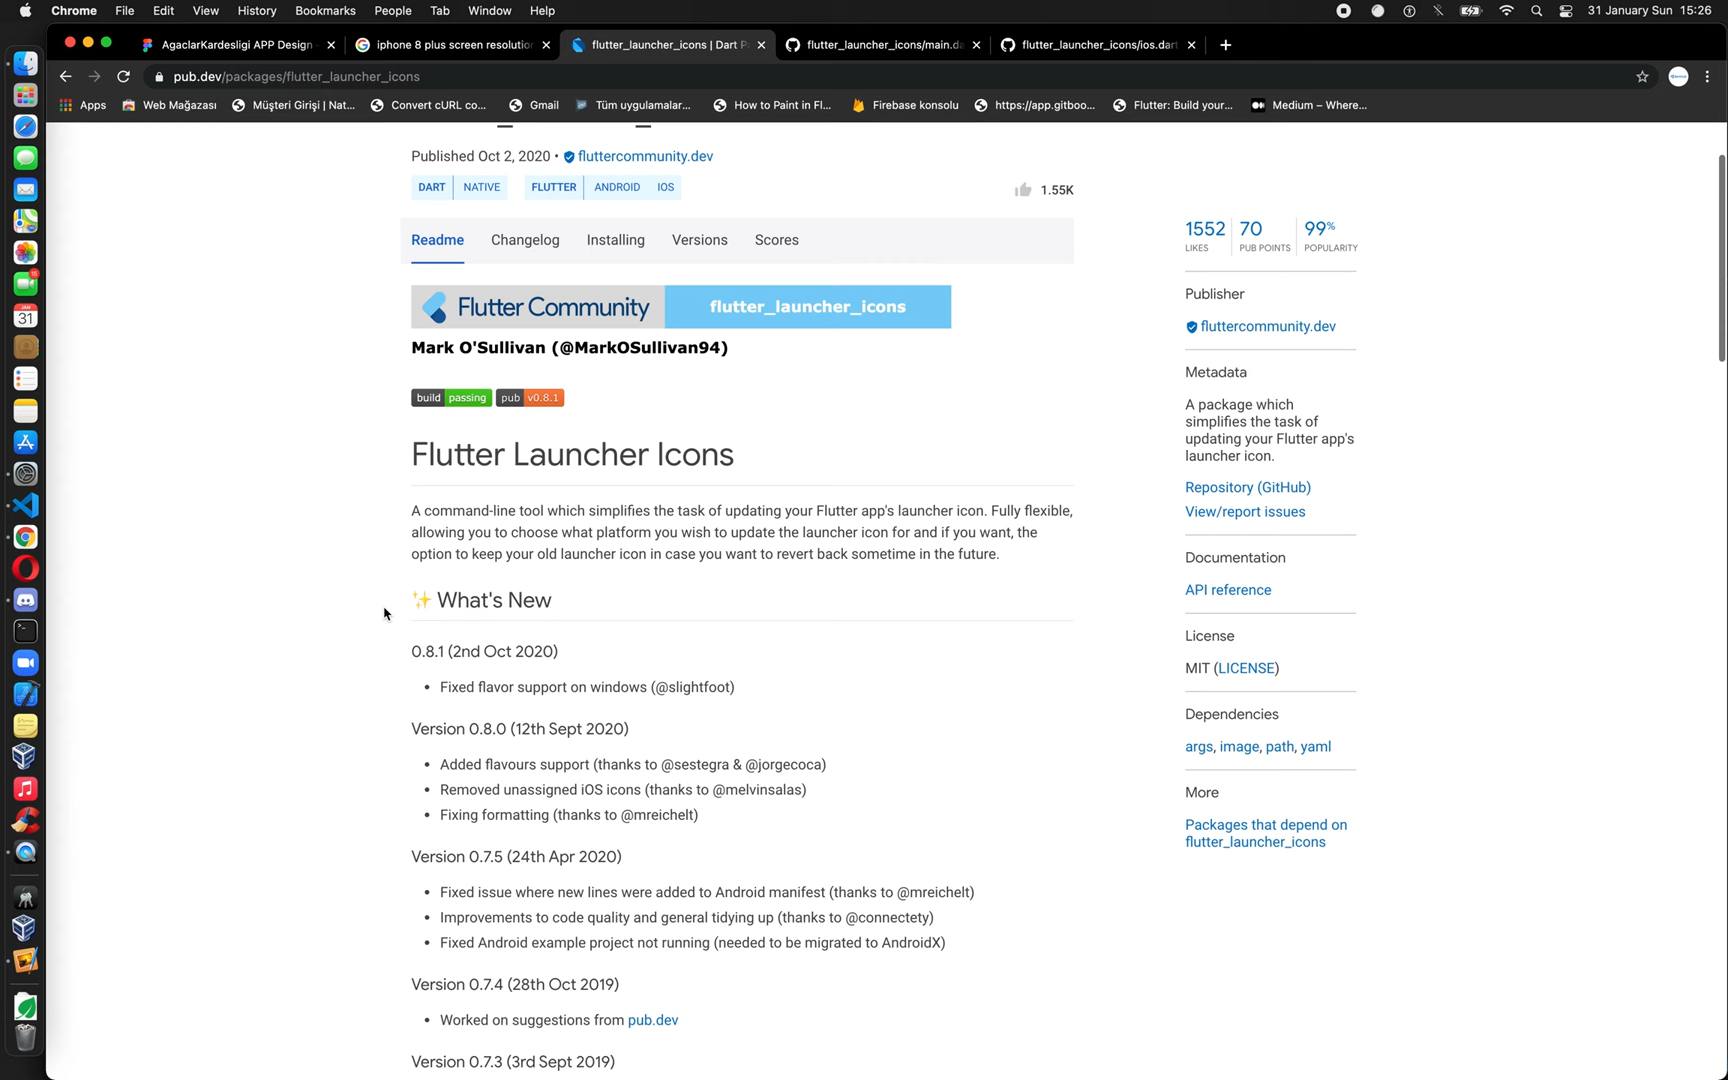 Chrome File Edit View History Bookmarks People Tab Window Help 31 January Sun 15:26
AgaclarKardesligi APP Design iphone 8 plus screen resolution flutter_launcher_icons | Dart P flutter_launcher_icons/main.da flutter_launcher_icons/ios.dart
pub.dev/packages/flutter_launcher_icons
Apps Web Mağazası Müşteri Girişi | Nat... Convert cURL co... Gmail Tüm uygulamalar... How to Paint in Fl... Firebase konsolu https://app.gitboo... Flutter: Build your... Medium – Where...
Published Oct 2, 2020 • fluttercommunity.dev
DART NATIVE FLUTTER ANDROID IOS
1.55K
Readme Changelog Installing Versions Scores
Flutter Community flutter_launcher_icons
Mark O'Sullivan (@MarkOSullivan94)
build passing pub v0.8.1
Flutter Launcher Icons
A command-line tool which simplifies the task of updating your Flutter app's launcher icon. Fully flexible,
allowing you to choose what platform you wish to update the launcher icon for and if you want, the
option to keep your old launcher icon in case you want to revert back sometime in the future.
✨ What's New
0.8.1 (2nd Oct 2020)
• Fixed flavor support on windows (@slightfoot)
Version 0.8.0 (12th Sept 2020)
• Added flavours support (thanks to @sestegra & @jorgecoca)
• Removed unassigned iOS icons (thanks to @melvinsalas)
• Fixing formatting (thanks to @mreichelt)
Version 0.7.5 (24th Apr 2020)
• Fixed issue where new lines were added to Android manifest (thanks to @mreichelt)
• Improvements to code quality and general tidying up (thanks to @connectety)
• Fixed Android example project not running (needed to be migrated to AndroidX)
Version 0.7.4 (28th Oct 2019)
• Worked on suggestions from pub.dev
Version 0.7.3 (3rd Sept 2019)
1552 70 99%
LIKES PUB POINTS POPULARITY
Publisher
fluttercommunity.dev
Metadata
A package which
simplifies the task of
updating your Flutter app's
launcher icon.
Repository (GitHub)
View/report issues
Documentation
API reference
License
MIT (LICENSE)
Dependencies
args, image, path, yaml
More
Packages that depend on
flutter_launcher_icons
JAN
31